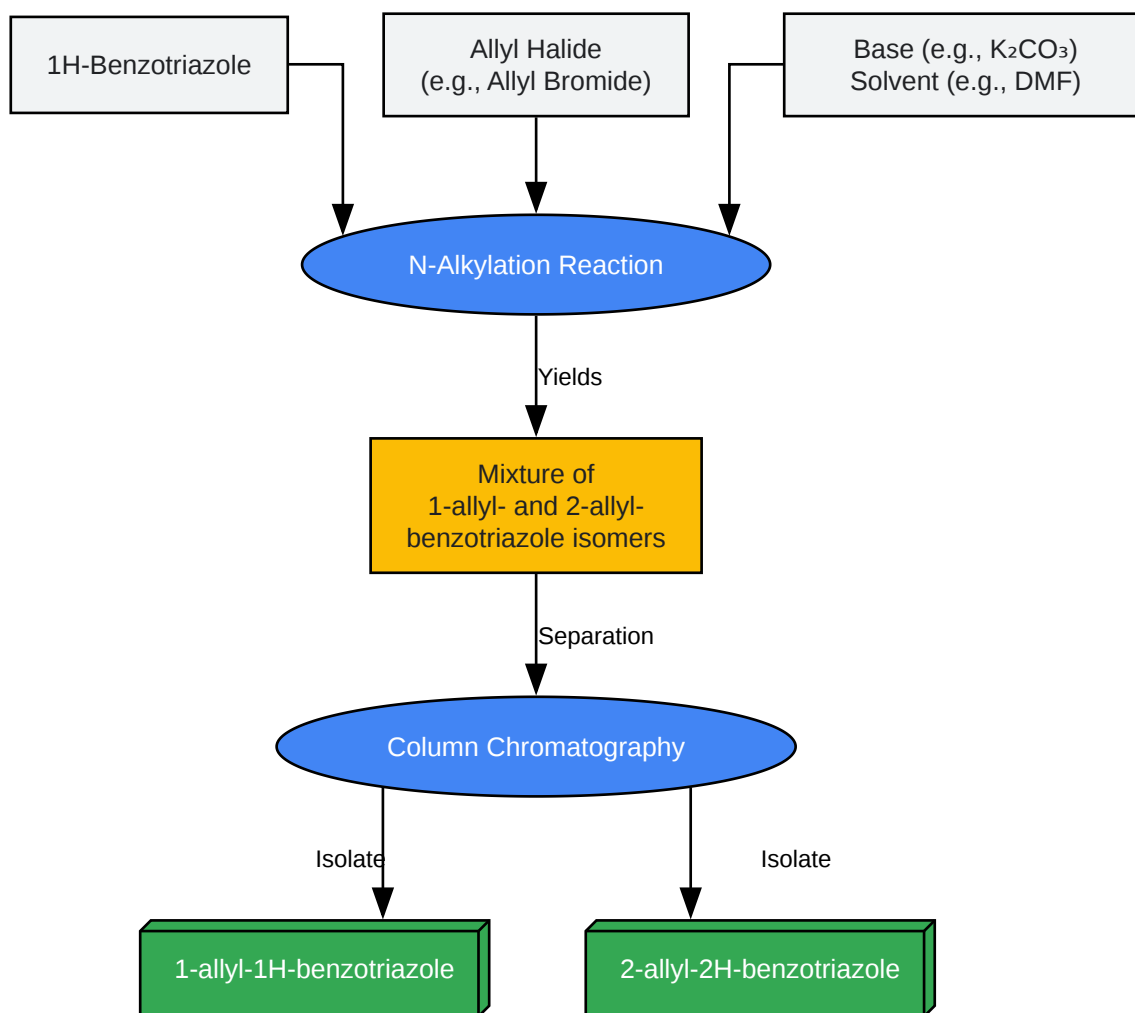 1H-Benzotriazole
Allyl Halide
(e.g., Allyl Bromide)
Base (e.g., K₂CO₃)
Solvent (e.g., DMF)
N-Alkylation Reaction
Yields
Mixture of
1-allyl- and 2-allyl-
benzotriazole isomers
Separation
Column Chromatography
Isolate
Isolate
1-allyl-1H-benzotriazole
2-allyl-2H-benzotriazole